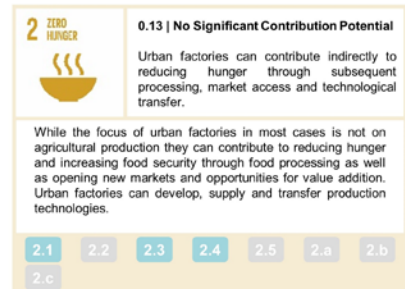 2 ZERO
HUNGER
0.13 | No Significant Contribution Potential
Urban factories can contribute indirectly to
reducing hunger through subsequent
processing, market access and technological
transfer.
While the focus of urban factories in most cases is not on
agricultural production they can contribute to reducing hunger
and increasing food security through food processing as well
as opening new markets and opportunities for value addition.
Urban factories can develop, supply and transfer production
technologies.
2.1 2.2 2.3 2.4 2.5 2.a 2.b
2.c